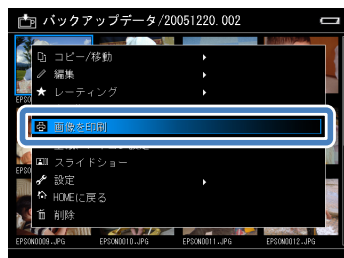 バックアップデータ/20051220.002
コピー/移動
編集
レーティング
画像を印刷
スライドショー
設定
HOMEに戻る
削除
EPSON0009.JPG EPSON0010.JPG EPSON0011.JPG EPSON0012.JPG